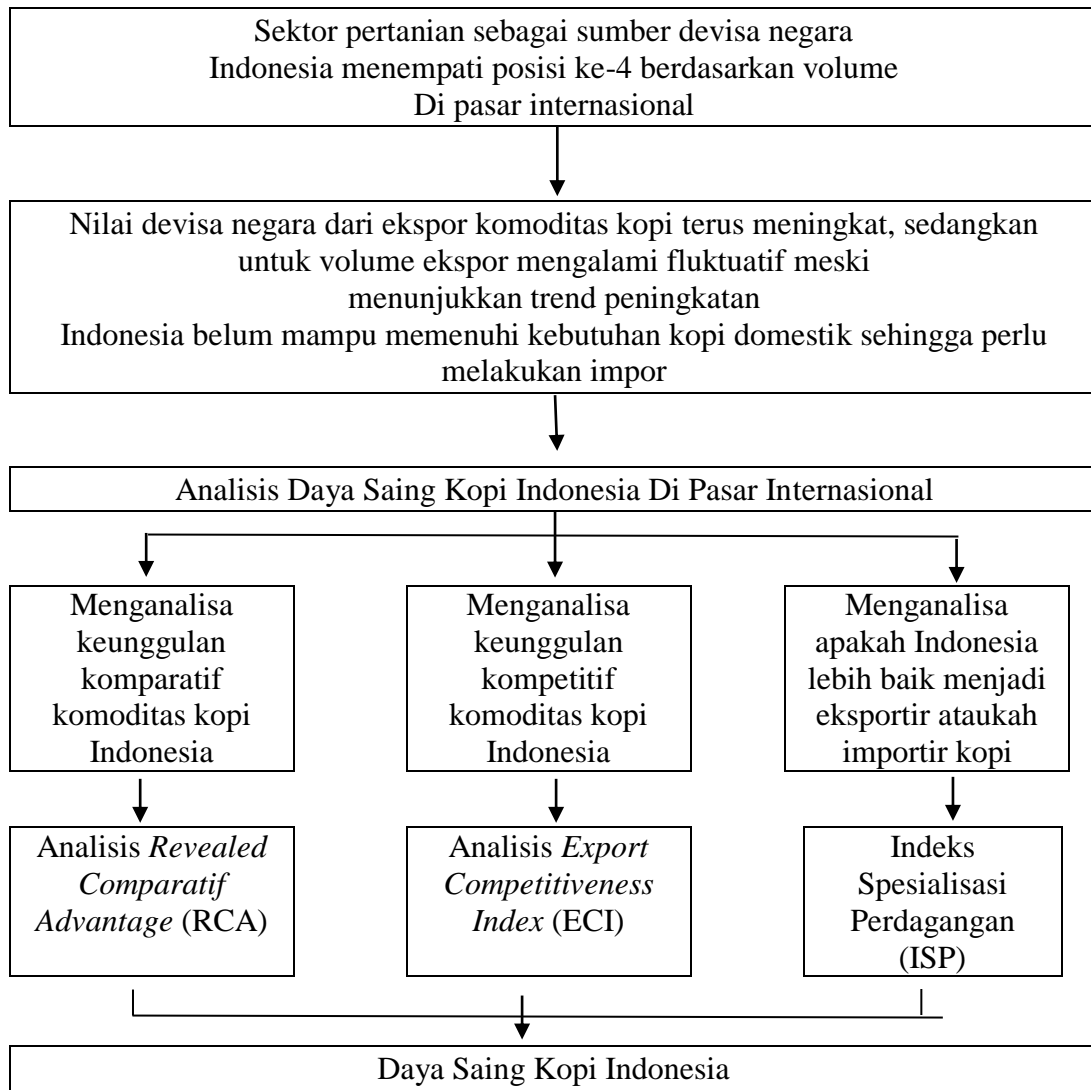 Sektor pertanian sebagai sumber devisa negara
Indonesia menempati posisi ke-4 berdasarkan volume
Di pasar internasional
Nilai devisa negara dari ekspor komoditas kopi terus meningkat, sedangkan
untuk volume ekspor mengalami fluktuatif meski
menunjukkan trend peningkatan
Indonesia belum mampu memenuhi kebutuhan kopi domestik sehingga perlu
melakukan impor
Analisis Daya Saing Kopi Indonesia Di Pasar Internasional
Menganalisa
keunggulan
komparatif
komoditas kopi
Indonesia
Menganalisa
keunggulan
kompetitif
komoditas kopi
Indonesia
Menganalisa
apakah Indonesia
lebih baik menjadi
eksportir ataukah
importir kopi
Analisis Revealed
Comparatif
Advantage (RCA)
Analisis Export
Competitiveness
Index (ECI)
Indeks
Spesialisasi
Perdagangan
(ISP)
Daya Saing Kopi Indonesia